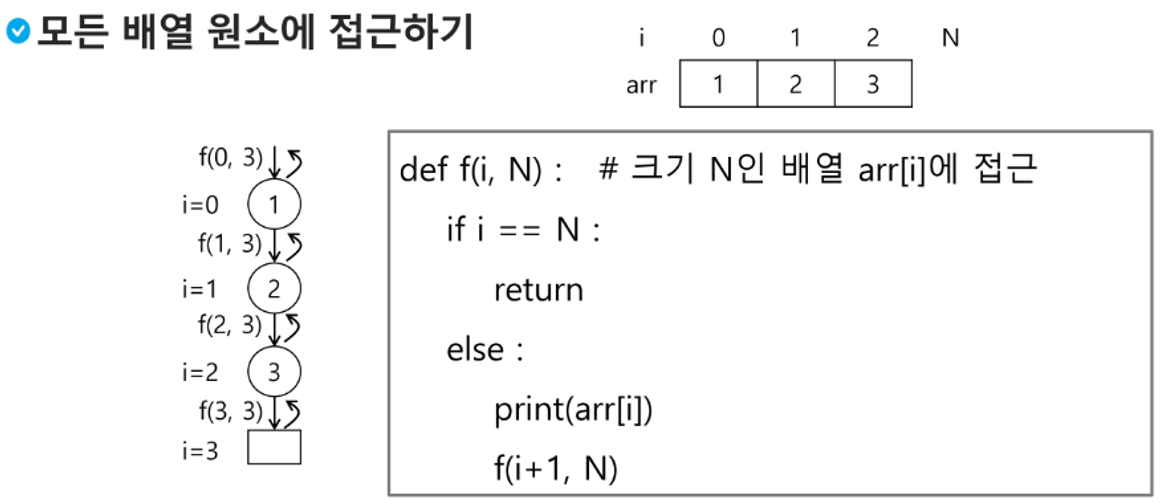 모든 배열 원소에 접근하기
i 0 1 2 N
arr 1 2 3
f(0, 3)
i=0 1
f(1, 3)
i=1 2
f(2, 3)
i=2 3
f(3, 3)
i=3
def f(i, N) : # 크기 N인 배열 arr[i]에 접근
if i == N :
return
else :
print(arr[i])
f(i+1, N)